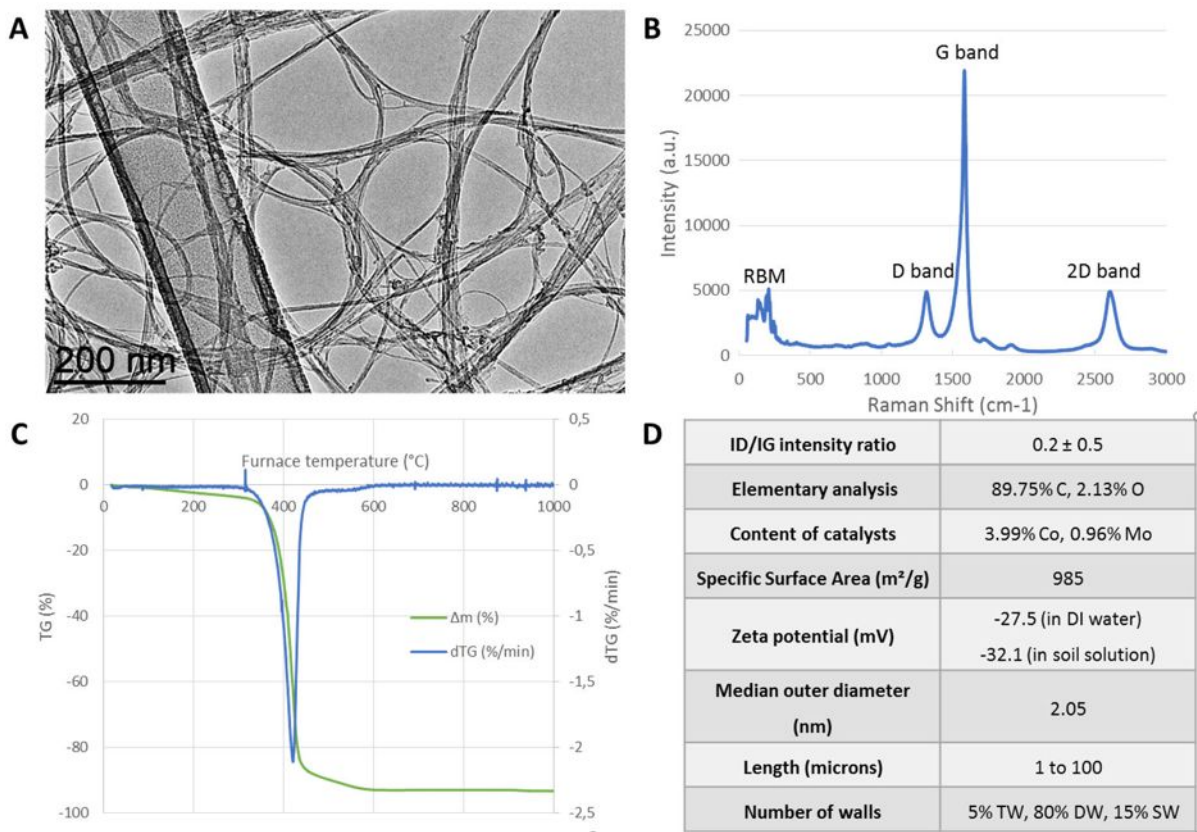 A
200 nm
B
25000
20000
15000
10000
5000
0
Intensity (a.u.)
G band
RBM
D band
2D band
0 500 1000 1500 2000 2500 3000
Raman Shift (cm-1)
C
20
0
-20
-40
-60
-80
-100
TG (%)
Furnace temperature (°C)
0 200 400 600 800 1000
Δm (%)
dTG (%/min)
0,5
0
-0,5
-1
-1,5
-2
-2,5
dTG (%/min)
D
ID/IG intensity ratio 0.2 ± 0.5
Elementary analysis 89.75% C, 2.13% O
Content of catalysts 3.99% Co, 0.96% Mo
Specific Surface Area (m²/g) 985
Zeta potential (mV)
-27.5 (in DI water)
-32.1 (in soil solution)
Median outer diameter
(nm)
2.05
Length (microns) 1 to 100
Number of walls 5% TW, 80% DW, 15% SW